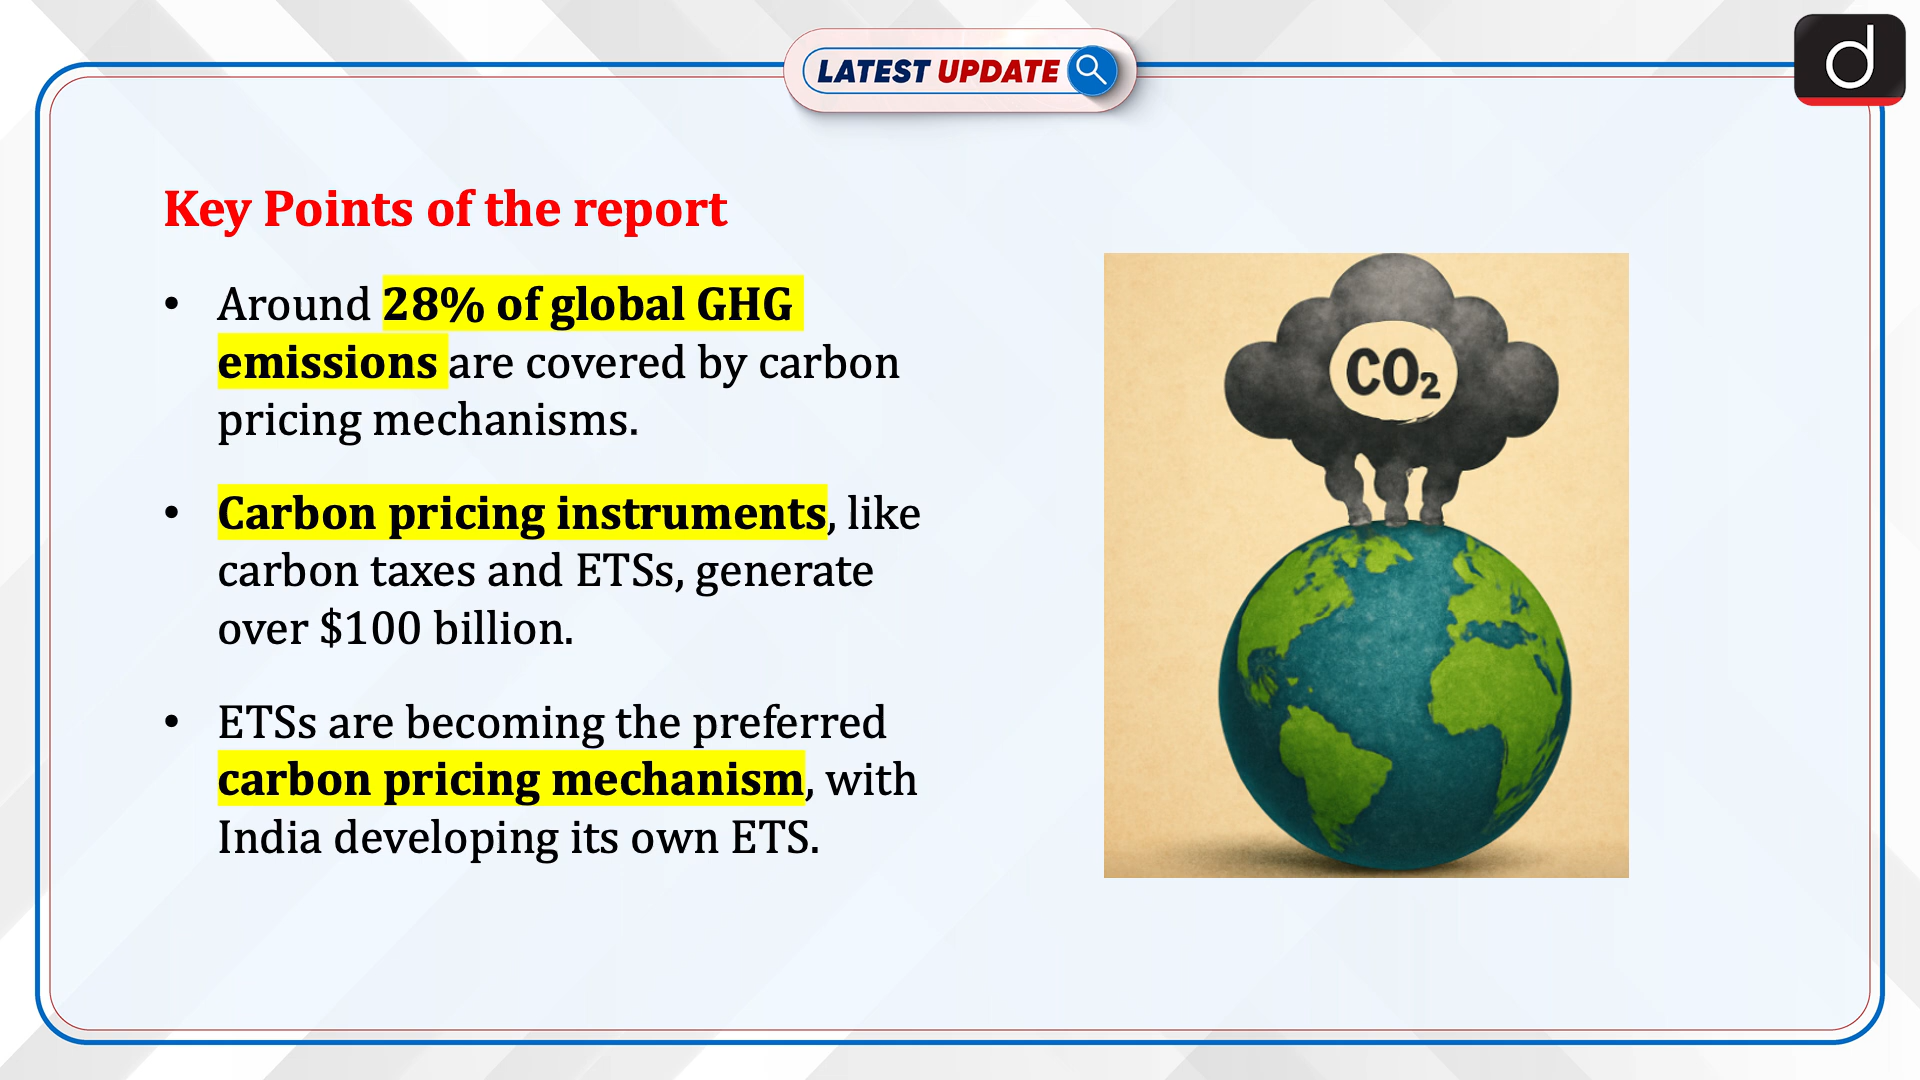 LATEST UPDATE
d
Key Points of the report
• Around 28% of global GHG
emissions are covered by carbon
pricing mechanisms.
• Carbon pricing instruments, like
carbon taxes and ETSs, generate
over $100 billion.
• ETSs are becoming the preferred
carbon pricing mechanism, with
India developing its own ETS.
CO₂